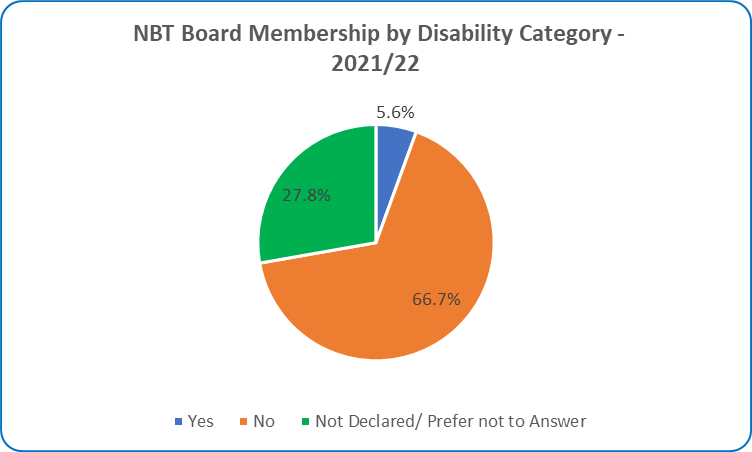 NBT Board Membership by Disability Category -
2021/22
5.6%
27.8%
66.7%
Yes No Not Declared/ Prefer not to Answer